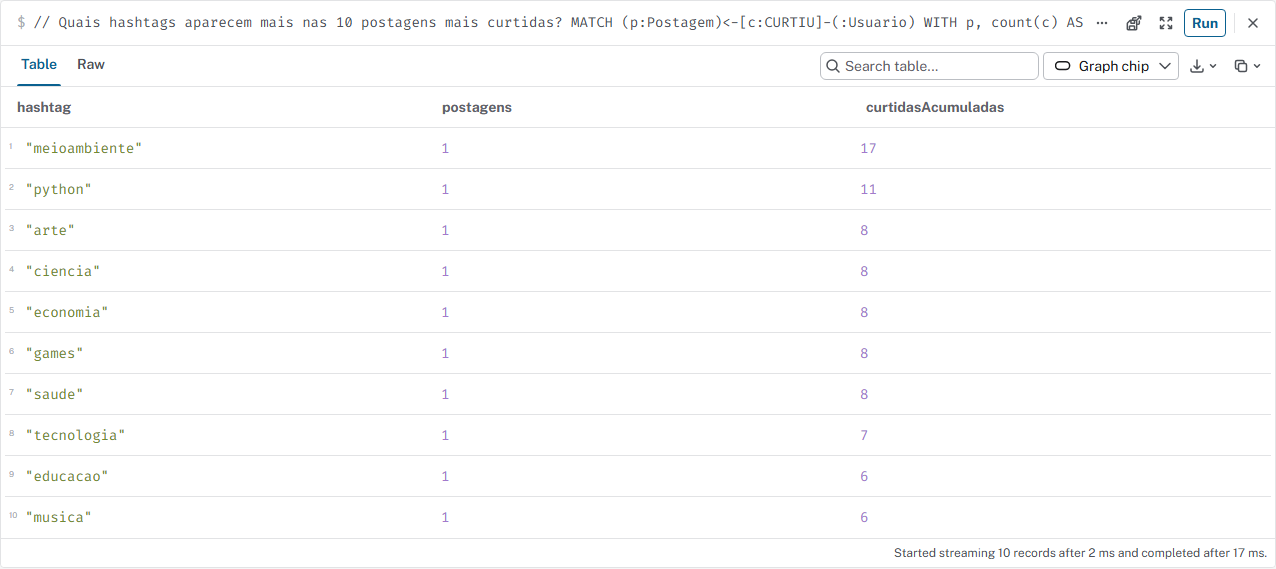 $ // Quais hashtags aparecem mais nas 10 postagens mais curtidas? MATCH (p:Postagem)<-[c:CURTIU]-(:Usuario) WITH p, count(c) AS ... Run
Table Raw
Search table... Graph chip
hashtag postagens curtidasAcumuladas
1 "meioambiente" 1 17
2 "python" 1 11
3 "arte" 1 8
4 "ciencia" 1 8
5 "economia" 1 8
6 "games" 1 8
7 "saude" 1 8
8 "tecnologia" 1 7
9 "educacao" 1 6
10 "musica" 1 6
Started streaming 10 records after 2 ms and completed after 17 ms.